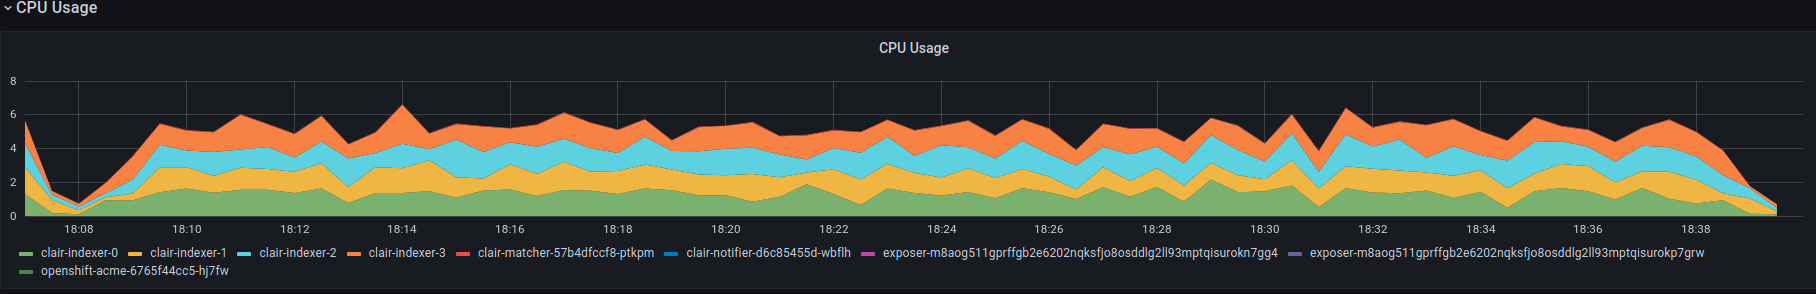 CPU Usage
CPU Usage
8
6
4
2
0
18:08 18:10 18:12 18:14 18:16 18:18 18:20 18:22 18:24 18:26 18:28 18:30 18:32 18:34 18:36 18:38
clair-indexer-0 clair-indexer-1 clair-indexer-2 clair-indexer-3 clair-matcher-57b4dfccf8-ptkpm clair-notifier-d6c85455d-wbflh exposer-m8aog511gprffgb2e6202nqksfjo8osddlg2ll93mptqisurokn7gg4 exposer-m8aog511gprffgb2e6202nqksfjo8osddlg2ll93mptqisurokp7grw
openshift-acme-6765f44cc5-hj7fw